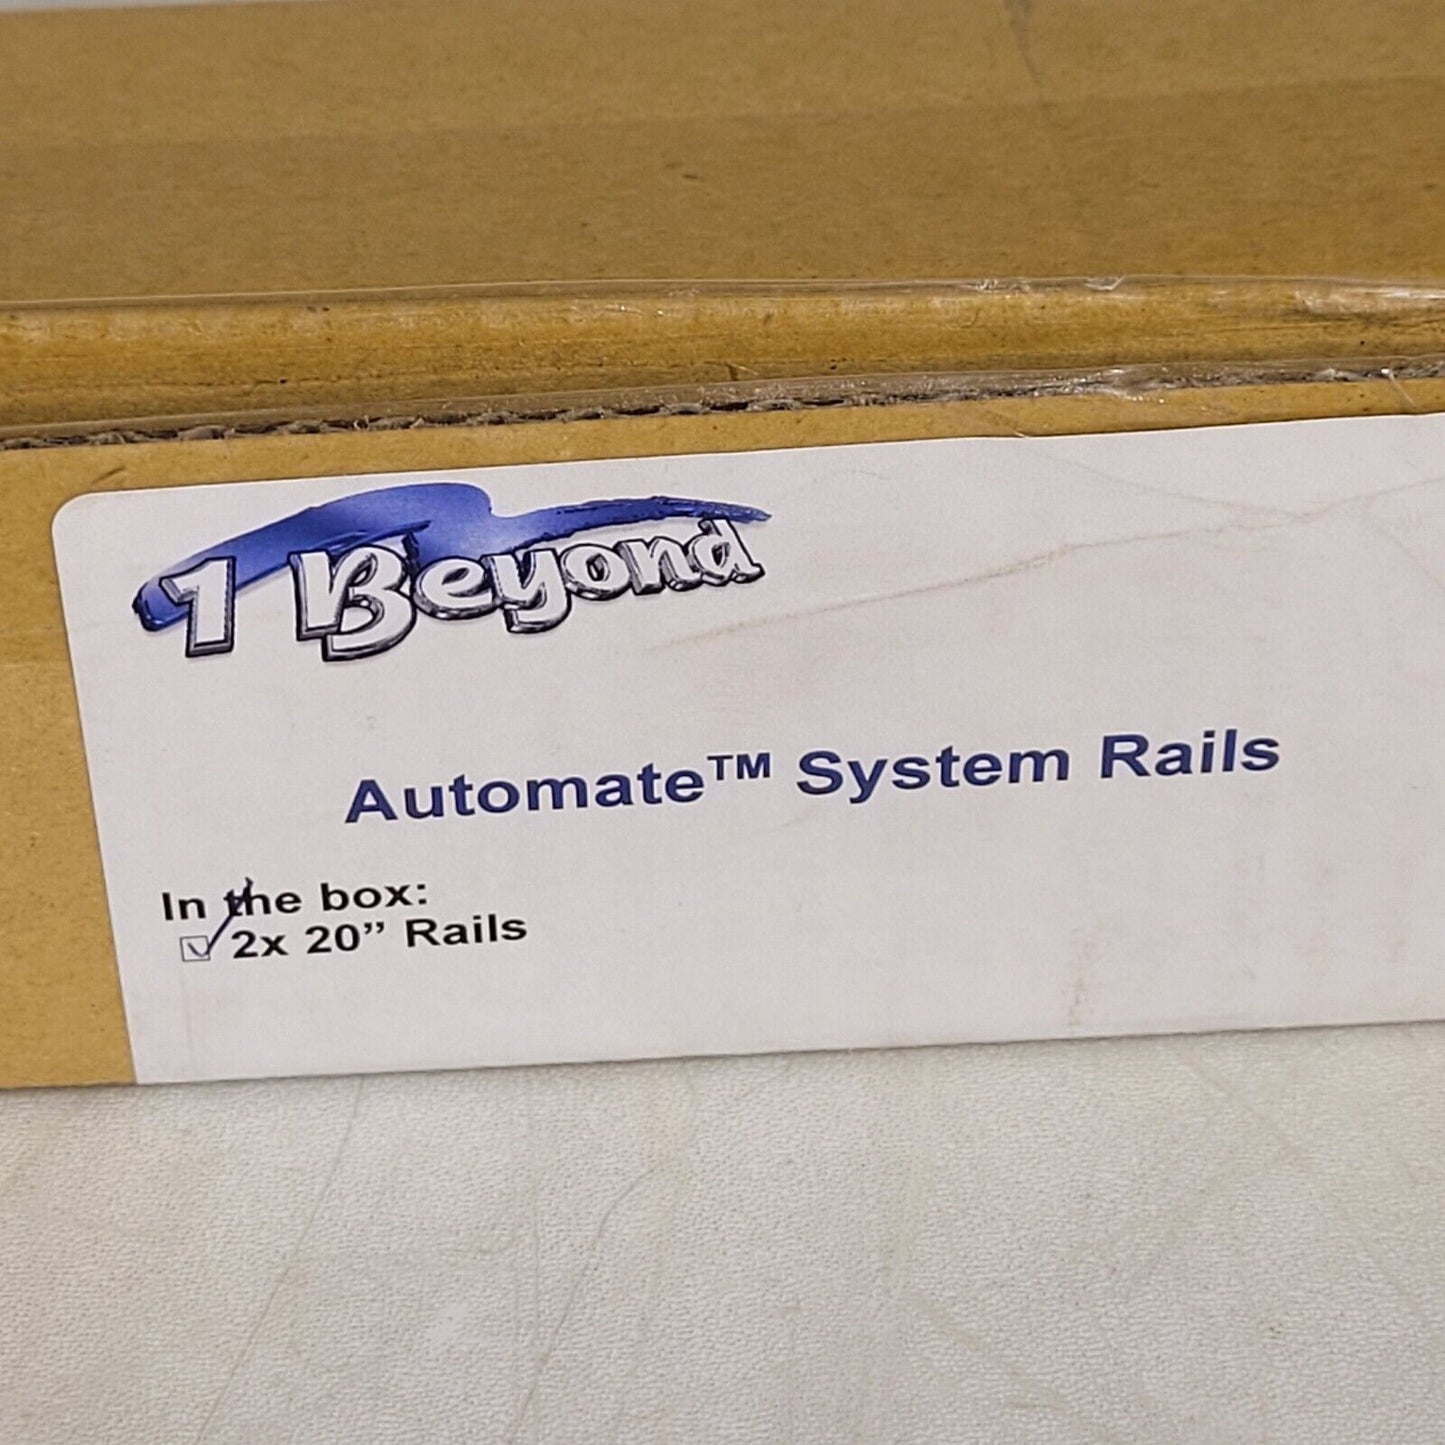 1 Beyond
Automate™ System Rails
In the box:
☑ 2x 20” Rails